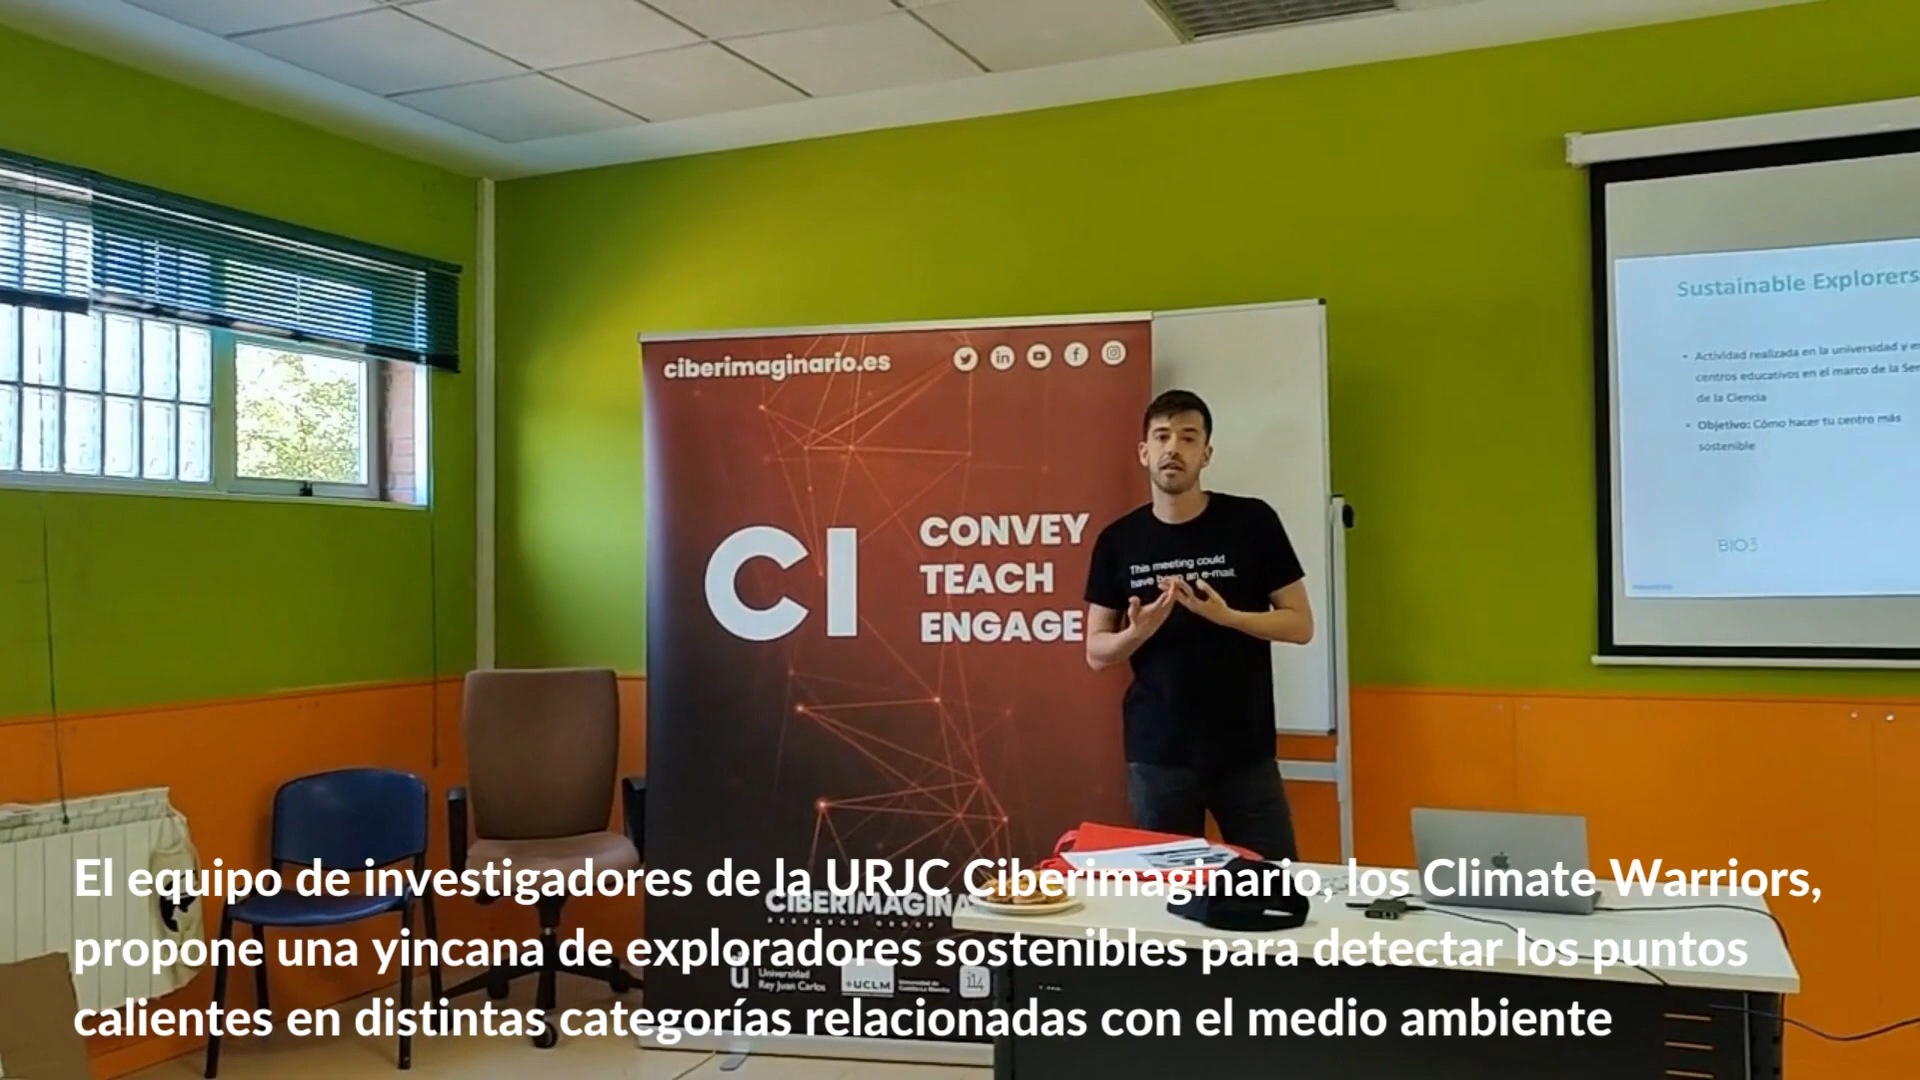 ciberimaginario.es
CI
CONVEY
TEACH
ENGAGE
This meeting could
have been an e-mail.
Sustainable Explorers
• Actividad realizada en la universidad y
centros educativos en el marco de la
de la Ciencia
• Objetivo: Cómo hacer tu centro más
sostenible
BIO3
CIBERIMAGINA
RESEARCH GROUP
Universidad
Rey Juan Carlos
UCLM
El equipo de investigadores de la URJC Ciberimaginario, los Climate Warriors,
propone una yincana de exploradores sostenibles para detectar los puntos
calientes en distintas categorías relacionadas con el medio ambiente